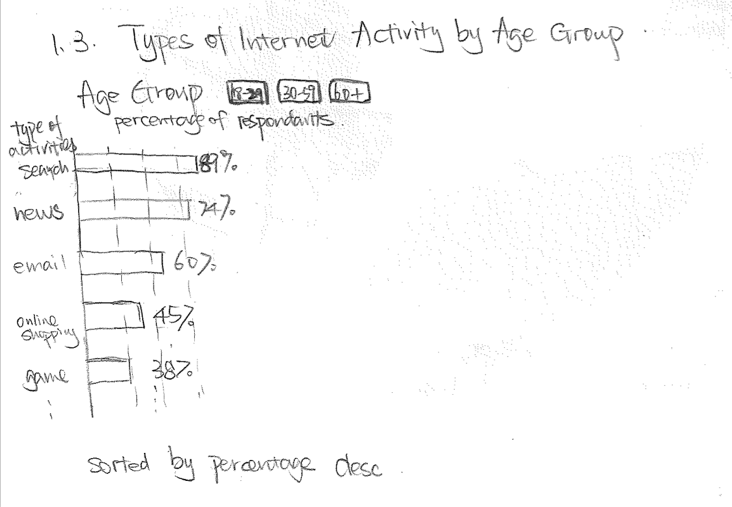 1.3. Types of Internet Activity by Age Group
Age Group 18-29 30-59 60+
percentage of respondants.
type of
activities
search 89%
news 74%
email 60%
online
shopping 45%
game 38%
sorted by percentage desc.